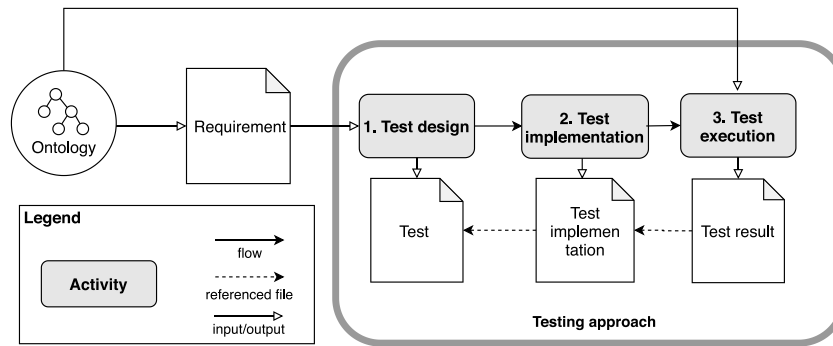 Ontology
Requirement
1. Test design
2. Test
implementation
3. Test
execution
Test
Test
implemen
tation
Test result
Testing approach
Legend
Activity
flow
referenced file
input/output